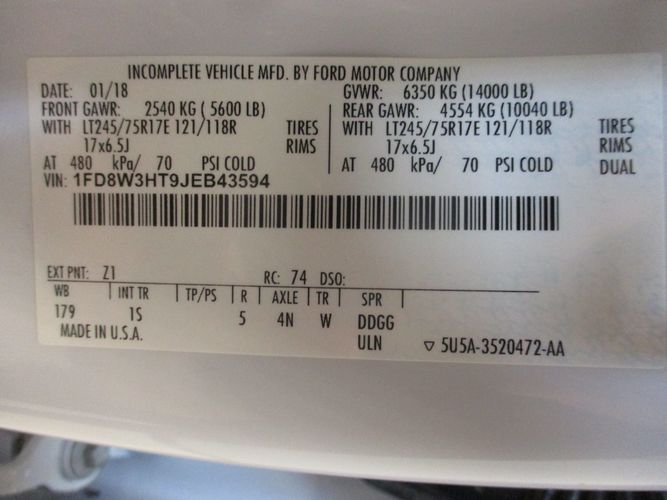 INCOMPLETE VEHICLE MFD. BY FORD MOTOR COMPANY
DATE: 01/18 GVWR: 6350 KG (14000 LB)
FRONT GAWR: 2540 KG ( 5600 LB) REAR GAWR: 4554 KG (10040 LB)
WITH LT245/75R17E 121/118R TIRES WITH LT245/75R17E 121/118R TIRES
17x6.5J RIMS 17x6.5J RIMS
AT 480 kPa/ 70 PSI COLD AT 480 kPa/ 70 PSI COLD DUAL
VIN: 1FD8W3HT9JEB43594
EXT PNT: Z1 RC: 74 DSO:
WB INT TR TP/PS R AXLE TR SPR
179 1S 5 4N W DDGG
MADE IN U.S.A. ULN ▽ 5U5A-3520472-AA